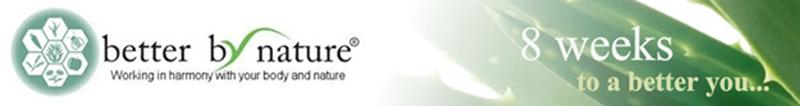 better by nature®
Working in harmony with your body and nature
8 weeks
to a better you...